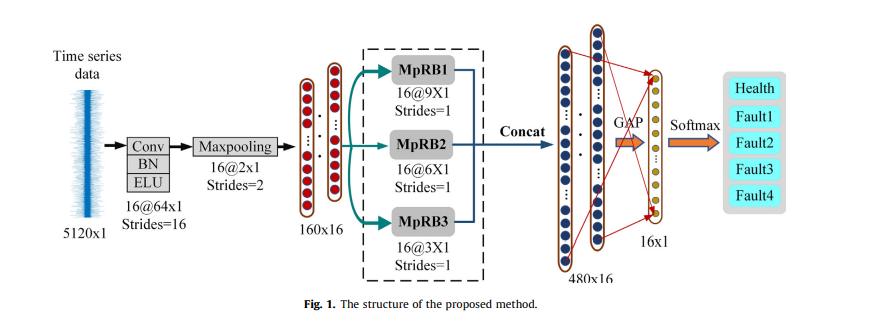 Time series
data
5120x1
Conv
BN
ELU
16@64x1
Strides=16
Maxpooling
16@2x1
Strides=2
160x16
MpRB1
16@9X1
Strides=1
MpRB2
16@6X1
Strides=1
MpRB3
16@3X1
Strides=1
Concat
480x16
GAP
16x1
Softmax
Health
Fault1
Fault2
Fault3
Fault4
Fig. 1. The structure of the proposed method.